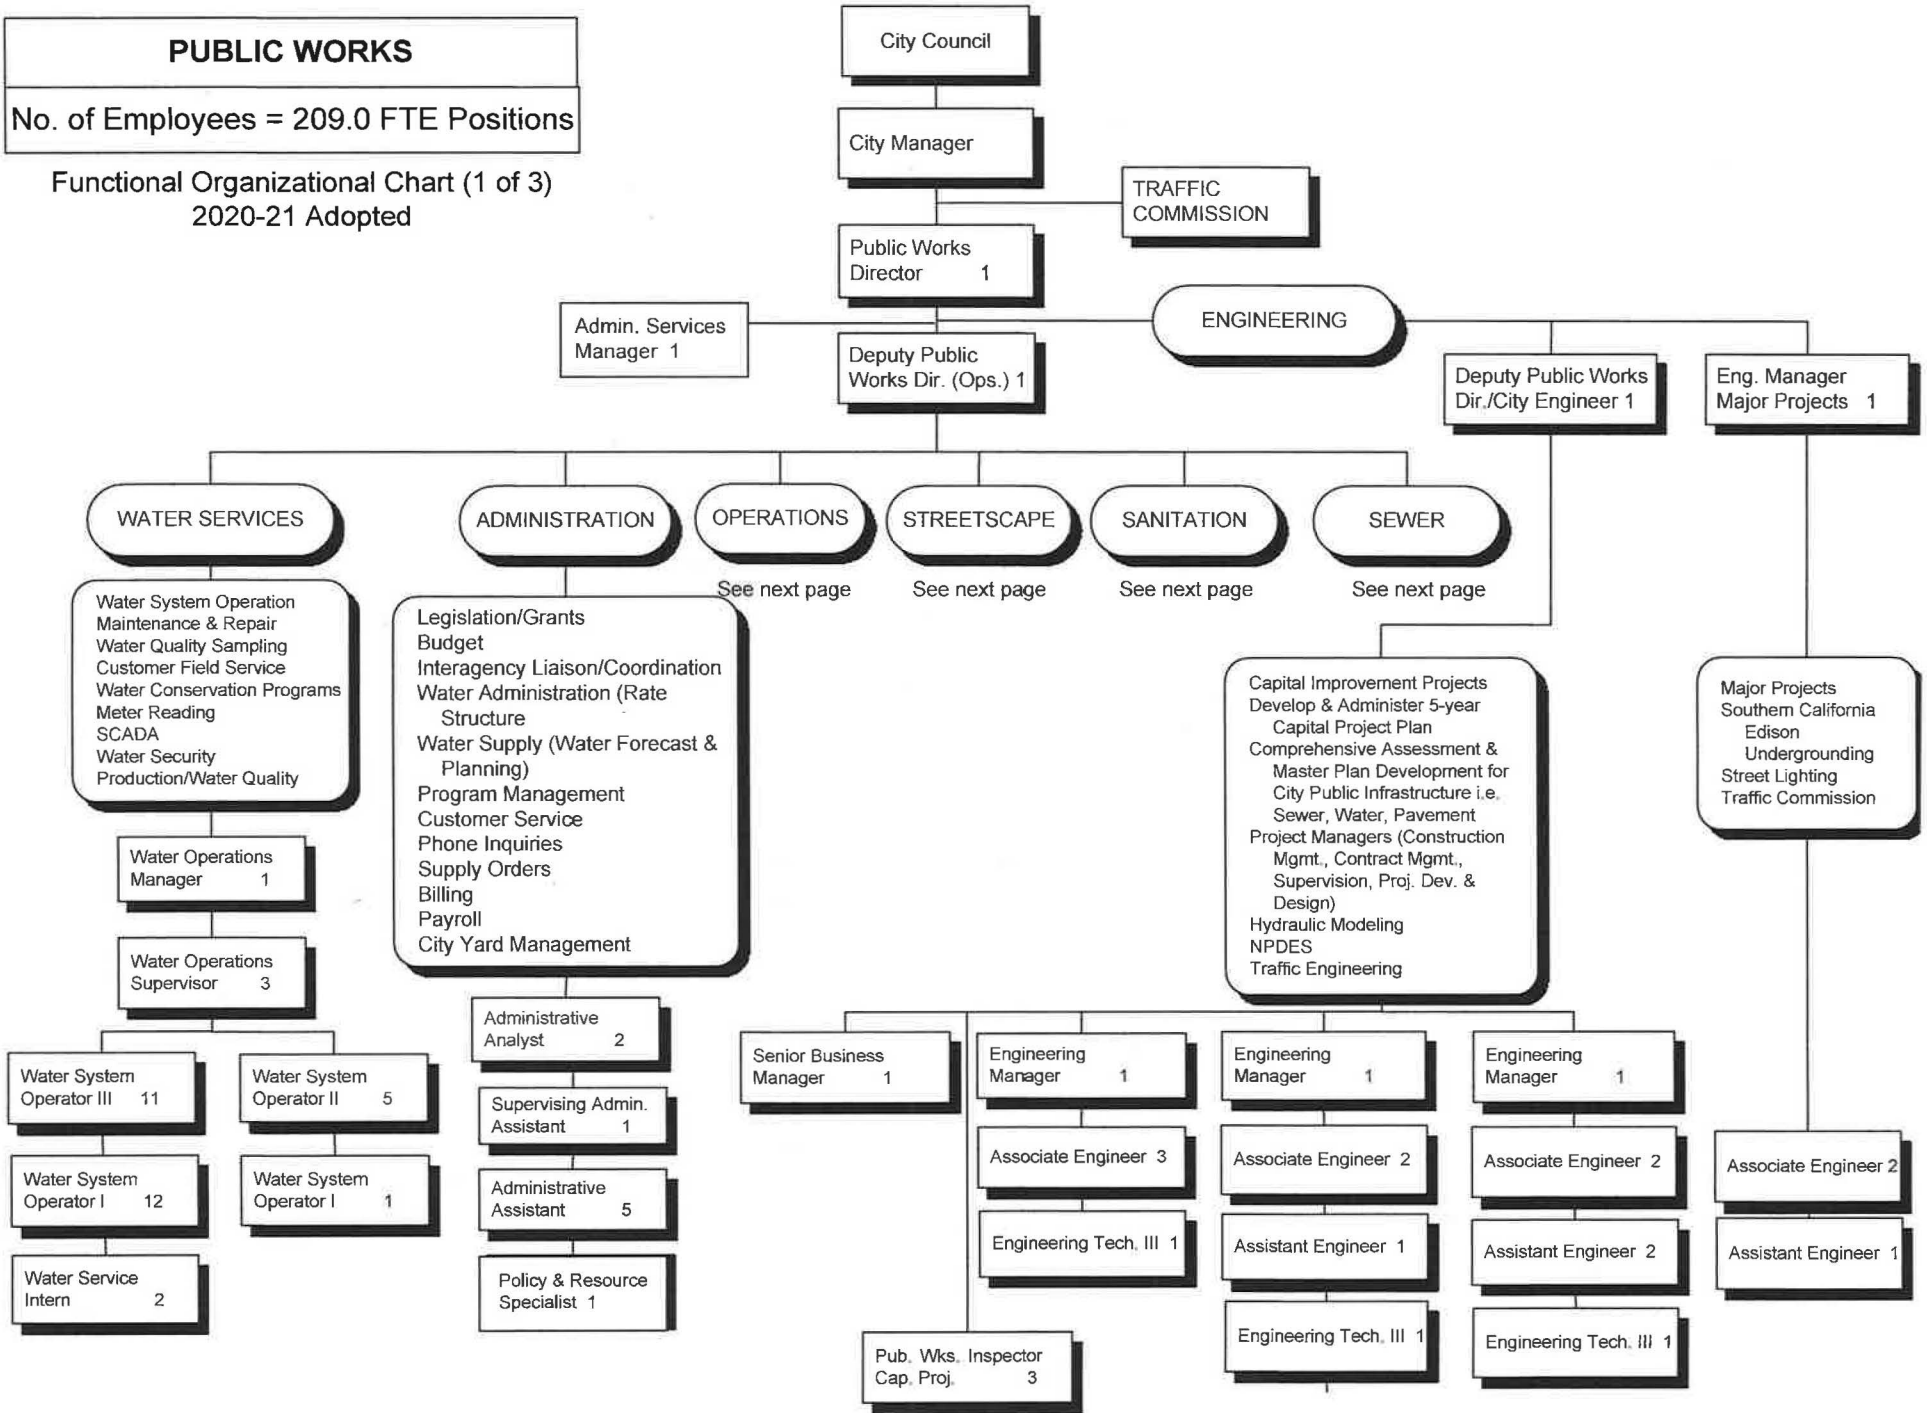 PUBLIC WORKS
No. of Employees = 209.0 FTE Positions
Functional Organizational Chart (1 of 3)
2020-21 Adopted
City Council
City Manager
TRAFFIC
COMMISSION
Public Works
Director 1
Admin. Services
Manager 1
ENGINEERING
Deputy Public
Works Dir. (Ops.) 1
Deputy Public Works
Dir./City Engineer 1
Eng. Manager
Major Projects 1
WATER SERVICES
ADMINISTRATION
OPERATIONS
STREETSCAPE
SANITATION
SEWER
See next page
See next page
See next page
See next page
Water System Operation
Maintenance & Repair
Water Quality Sampling
Customer Field Service
Water Conservation Programs
Meter Reading
SCADA
Water Security
Production/Water Quality
Legislation/Grants
Budget
Interagency Liaison/Coordination
Water Administration (Rate
Structure
Water Supply (Water Forecast &
Planning)
Program Management
Customer Service
Phone Inquiries
Supply Orders
Billing
Payroll
City Yard Management
Capital Improvement Projects
Develop & Administer 5-year
Capital Project Plan
Comprehensive Assessment &
Master Plan Development for
City Public Infrastructure i.e.
Sewer, Water, Pavement
Project Managers (Construction
Mgmt., Contract Mgmt.,
Supervision, Proj. Dev. &
Design)
Hydraulic Modeling
NPDES
Traffic Engineering
Major Projects
Southern California
Edison
Undergrounding
Street Lighting
Traffic Commission
Water Operations
Manager 1
Water Operations
Supervisor 3
Water System
Operator III 11
Water System
Operator II 5
Water System
Operator I 12
Water System
Operator I 1
Water Service
Intern 2
Administrative
Analyst 2
Supervising Admin.
Assistant 1
Administrative
Assistant 5
Policy & Resource
Specialist 1
Senior Business
Manager 1
Engineering
Manager 1
Engineering
Manager 1
Engineering
Manager 1
Associate Engineer 3
Associate Engineer 2
Associate Engineer 2
Associate Engineer 2
Engineering Tech. III 1
Assistant Engineer 1
Assistant Engineer 2
Assistant Engineer 1
Engineering Tech. III 1
Engineering Tech. III 1
Pub. Wks. Inspector
Cap. Proj. 3